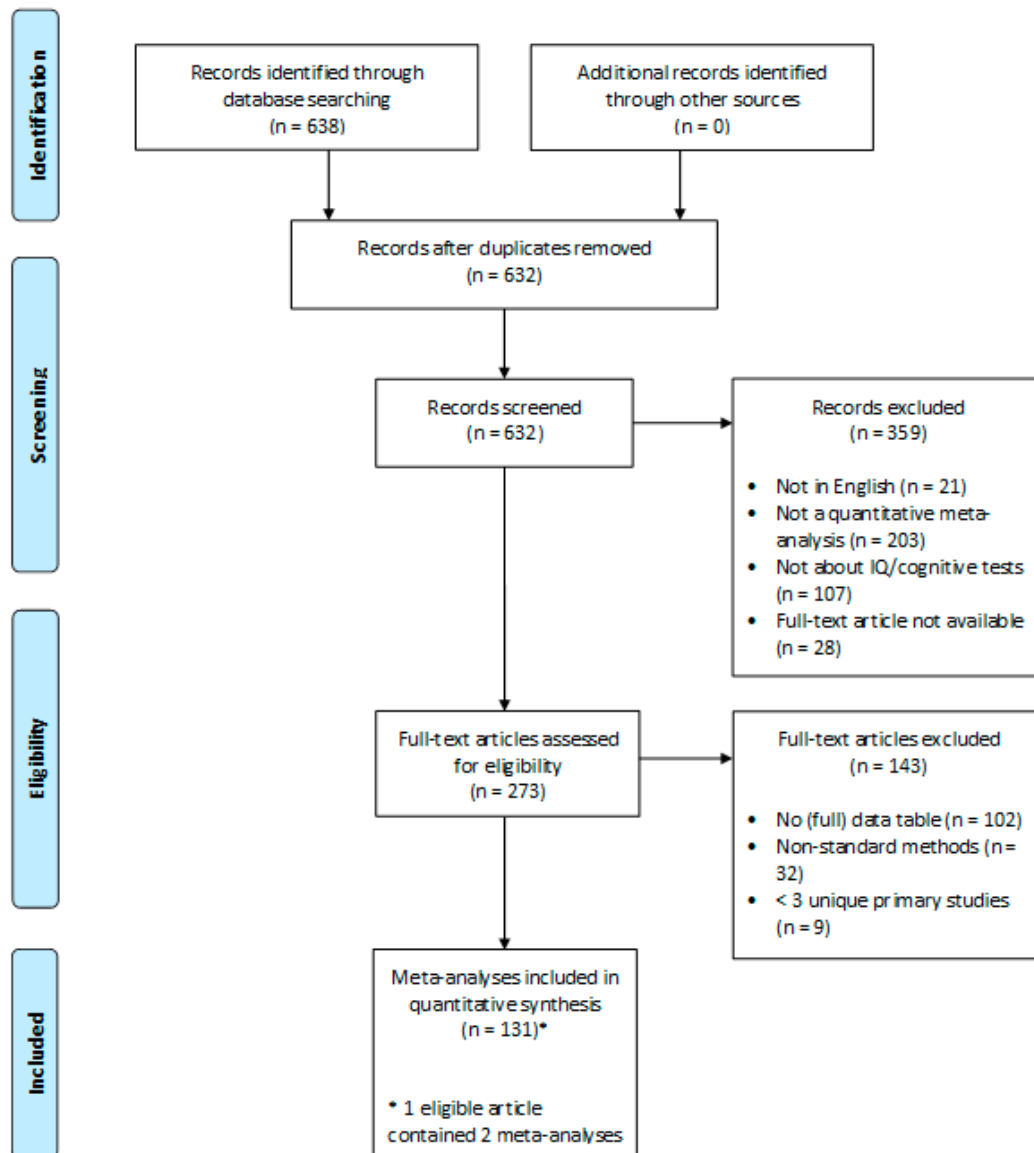 Identification
Records identified through
database searching
(n = 638)
Additional records identified
through other sources
(n = 0)
Records after duplicates removed
(n = 632)
Screening
Records screened
(n = 632)
Records excluded
(n = 359)
• Not in English (n = 21)
• Not a quantitative meta-
analysis (n = 203)
• Not about IQ/cognitive tests
(n = 107)
• Full-text article not available
(n = 28)
Eligibility
Full-text articles assessed
for eligibility
(n = 273)
Full-text articles excluded
(n = 143)
• No (full) data table (n = 102)
• Non-standard methods (n =
32)
• < 3 unique primary studies
(n = 9)
Included
Meta-analyses included in
quantitative synthesis
(n = 131)*
* 1 eligible article
contained 2 meta-analyses